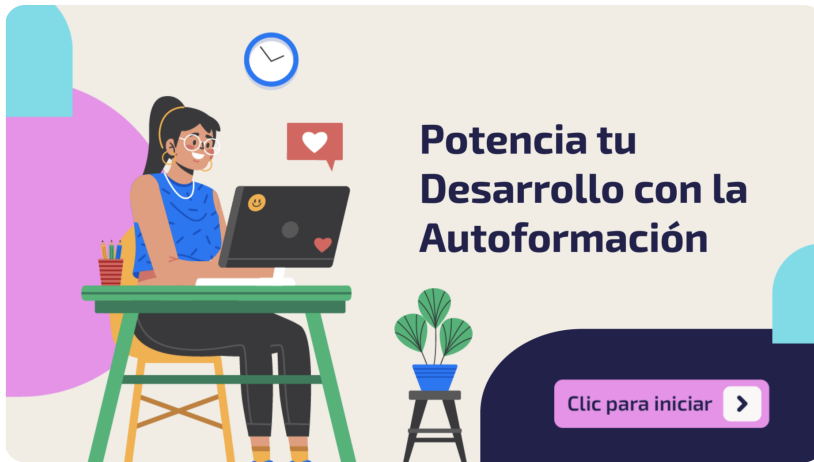 Potencia tu
Desarrollo con la
Autoformación
Clic para iniciar